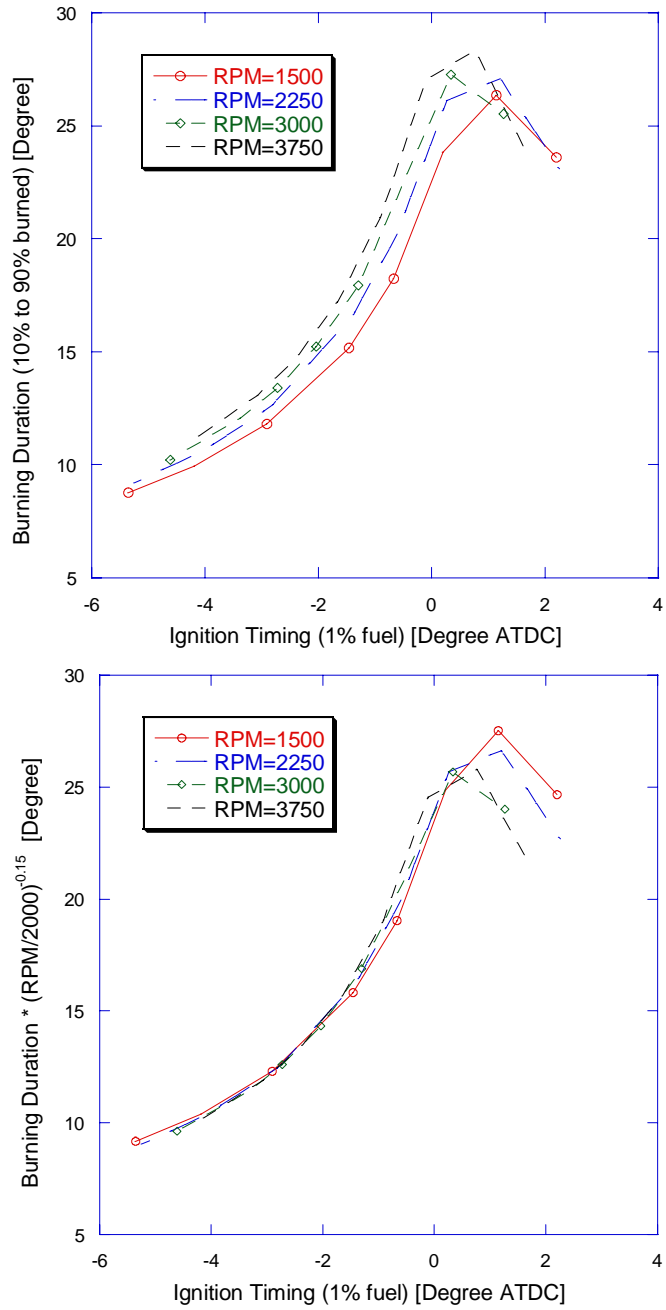 30
25
20
15
10
5
Burning Duration (10% to 90% burned) [Degree]
RPM=1500
RPM=2250
RPM=3000
RPM=3750
-6 -4 -2 0 2 4
Ignition Timing (1% fuel) [Degree ATDC]
30
25
20
15
10
5
Burning Duration * (RPM/2000)^-0.15 [Degree]
RPM=1500
RPM=2250
RPM=3000
RPM=3750
-6 -4 -2 0 2 4
Ignition Timing (1% fuel) [Degree ATDC]